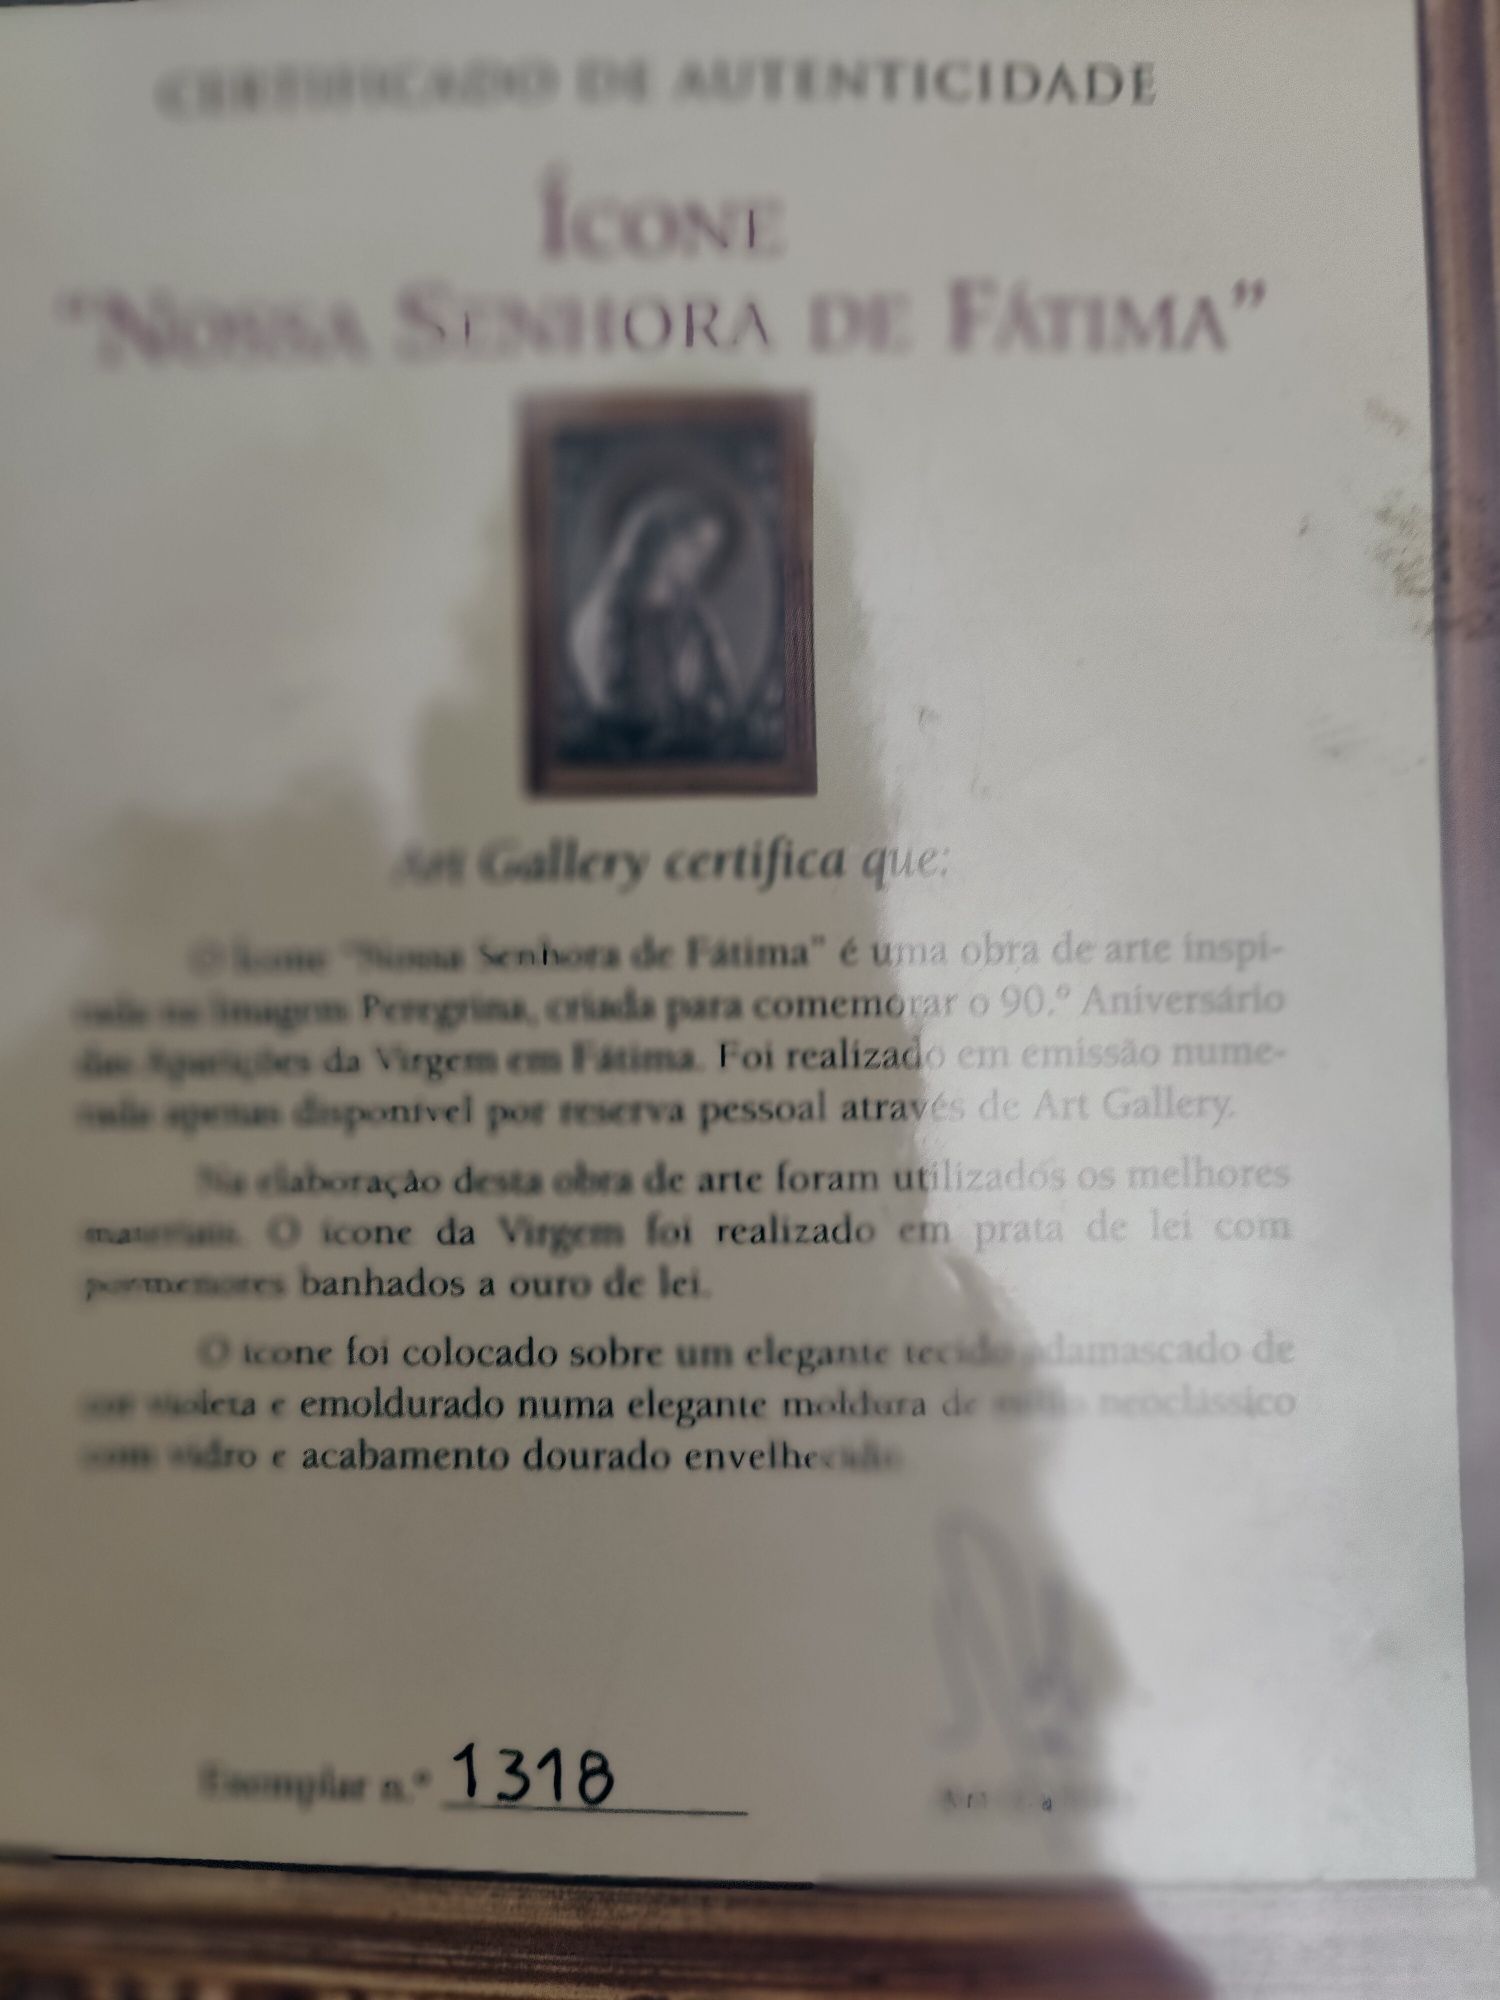 CERTIFICADO DE AUTENTICIDADE
ÍCONE
"NOSSA SENHORA DE FÁTIMA"
Art Gallery certifica que:
O Ícone "Nossa Senhora de Fátima" é uma obra de arte inspi-
rada na Imagem Peregrina, criada para comemorar o 90.º Aniversário
das Aparições da Virgem em Fátima. Foi realizado em emissão nume-
rada apenas disponível por reserva pessoal através de Art Gallery.
Na elaboração desta obra de arte foram utilizados os melhores
materiais. O ícone da Virgem foi realizado em prata de lei com
pormenores banhados a ouro de lei.
O ícone foi colocado sobre um elegante tecido adamascado de
cor violeta e emoldurado numa elegante moldura de estilo neoclássico
com vidro e acabamento dourado envelhecido.
Exemplar n.º 1318